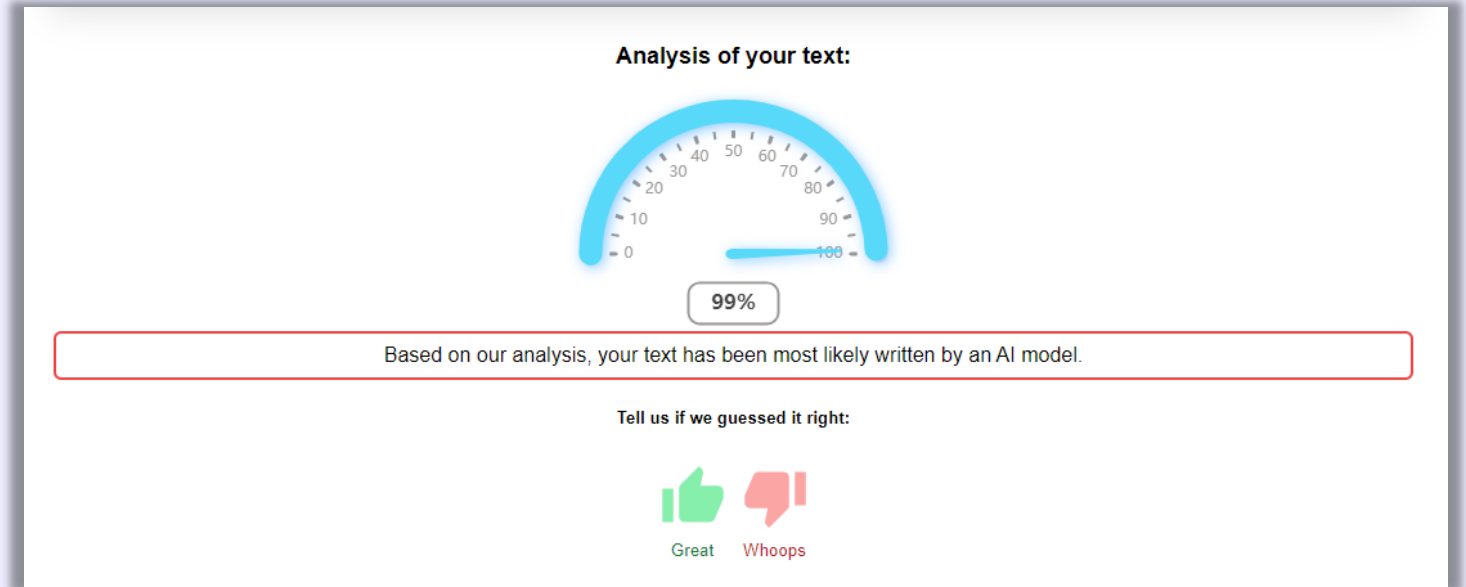 Analysis of your text:
0
10
20
30
40
50
60
70
80
90
100
99%
Based on our analysis, your text has been most likely written by an AI model.
Tell us if we guessed it right:
Great
Whoops